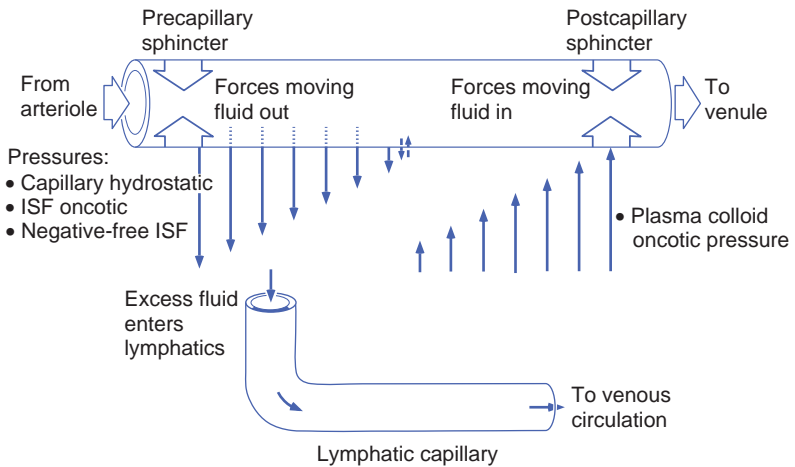 Precapillary
sphincter
Postcapillary
sphincter
From
arteriole
Forces moving
fluid out
Forces moving
fluid in
To
venule
Pressures:
• Capillary hydrostatic
• ISF oncotic
• Negative-free ISF
• Plasma colloid
oncotic pressure
Excess fluid
enters
lymphatics
To venous
circulation
Lymphatic capillary